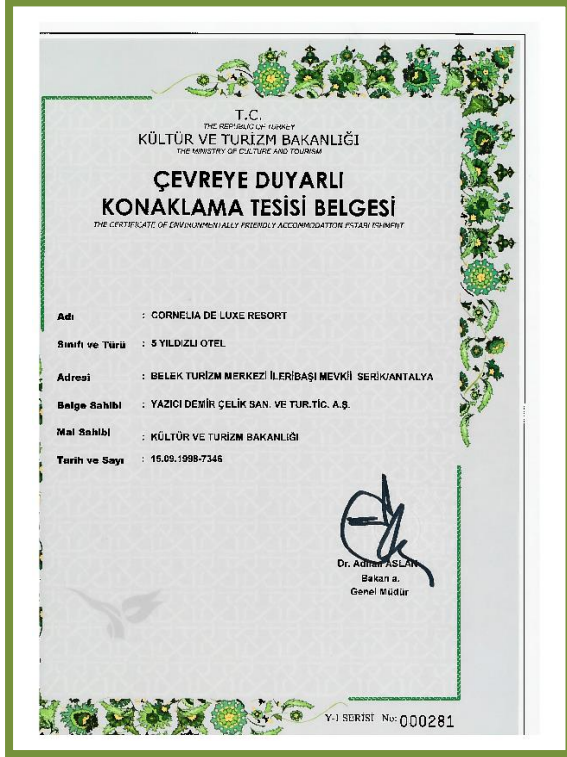 T.C.
THE REPUBLIC OF TURKEY
KÜLTÜR VE TURİZM BAKANLIĞI
THE MINISTRY OF CULTURE AND TOURISM
ÇEVREYE DUYARLI
KONAKLAMA TESİSİ BELGESİ
THE CERTIFICATE OF ENVIRONMENTALLY FRIENDLY ACCOMMODATION ESTABLISHMENT
Adı : CORNELIA DE LUXE RESORT
Sınıfı ve Türü : 5 YILDIZLI OTEL
Adresi : BELEK TURİZM MERKEZİ İLERİBAŞI MEVKİİ SERİK/ANTALYA
Belge Sahibi : YAZICI DEMİR ÇELİK SAN. VE TUR.TİC. A.Ş.
Mal Sahibi : KÜLTÜR VE TURİZM BAKANLIĞI
Tarih ve Sayı : 15.09.1998-7346
Dr. Adnan ASLAN
Bakan a.
Genel Müdür
Y-1 SERİSİ No: 000281